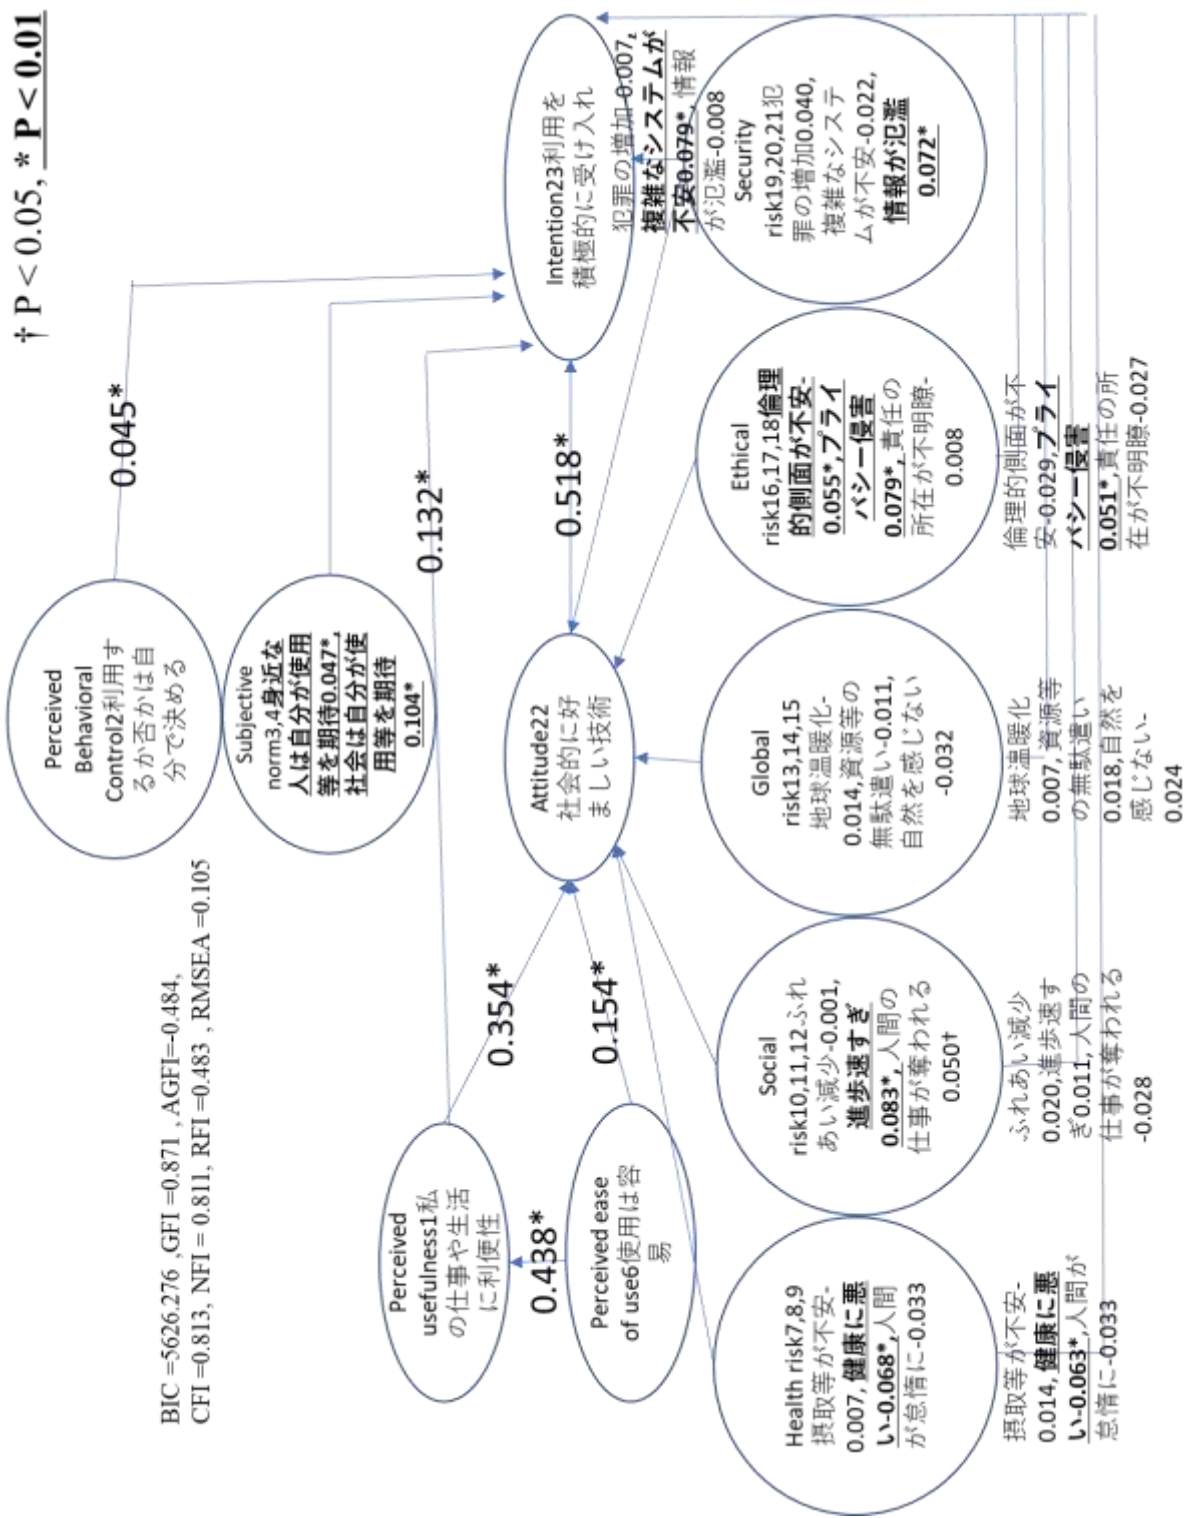 † P < 0.05, * P < 0.01
BIC =5626.276 ,GFI =0.871 , AGFI=-0.484,
CFI =0.813, NFI = 0.811, RFI =0.483 , RMSEA =0.105
Perceived
Behavioral
Control2利用す
るか否かは自
分で決める
0.045*
Subjective
norm3,4身近な
人は自分が使用
等を期待0.047*,
社会は自分が使
用等を期待
0.104*
0.132*
Perceived
usefulness1私
の仕事や生活
に利便性
0.354*
0.438*
Perceived ease
of use6使用は容
易
0.154*
Attitude22
社会的に好
ましい技術
0.518*
Intention23利用を
積極的に受け入れ
犯罪の増加-0.007,
複雑なシステムが
不安0.079*, 情報
が氾濫-0.008
Health risk7,8,9
摂取等が不安-
0.007, 健康に悪
い-0.068*,人間
が怠惰に-0.033
Social
risk10,11,12ふれ
あい減少-0.001,
進歩速すぎ
0.083*, 人間の
仕事が奪われる
0.050†
Global
risk13,14,15
地球温暖化-
0.014,資源等の
無駄遣い-0.011,
自然を感じない
-0.032
Ethical
risk16,17,18倫理
的側面が不安-
0.055*,プライ
バシー侵害
0.079*, 責任の
所在が不明瞭-
0.008
Security
risk19,20,21犯
罪の増加0.040,
複雑なシステ
ムが不安-0.022,
情報が氾濫
0.072*
摂取等が不安-
0.014, 健康に悪
い-0.063*,人間が
怠惰に-0.033
ふれあい減少
0.020,進歩速す
ぎ0.011, 人間の
仕事が奪われる
-0.028
地球温暖化
0.007, 資源等
の無駄遣い
0.018, 自然を
感じない-
0.024
倫理的側面が不
安-0.029,プライ
バシー侵害
0.051*,責任の所
在が不明瞭-0.027